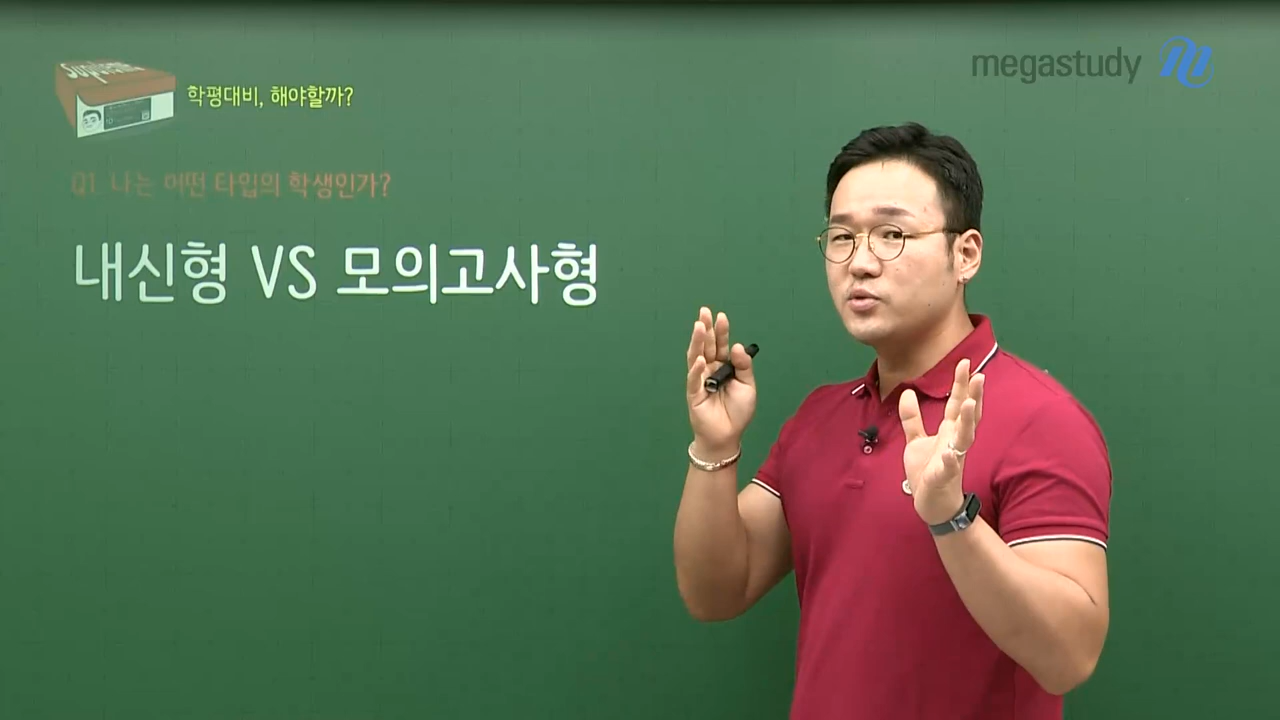 megastudy
Supreme
학평대비, 해야할까?
Q1. 나는 어떤 타입의 학생인가?
내신형 VS 모의고사형